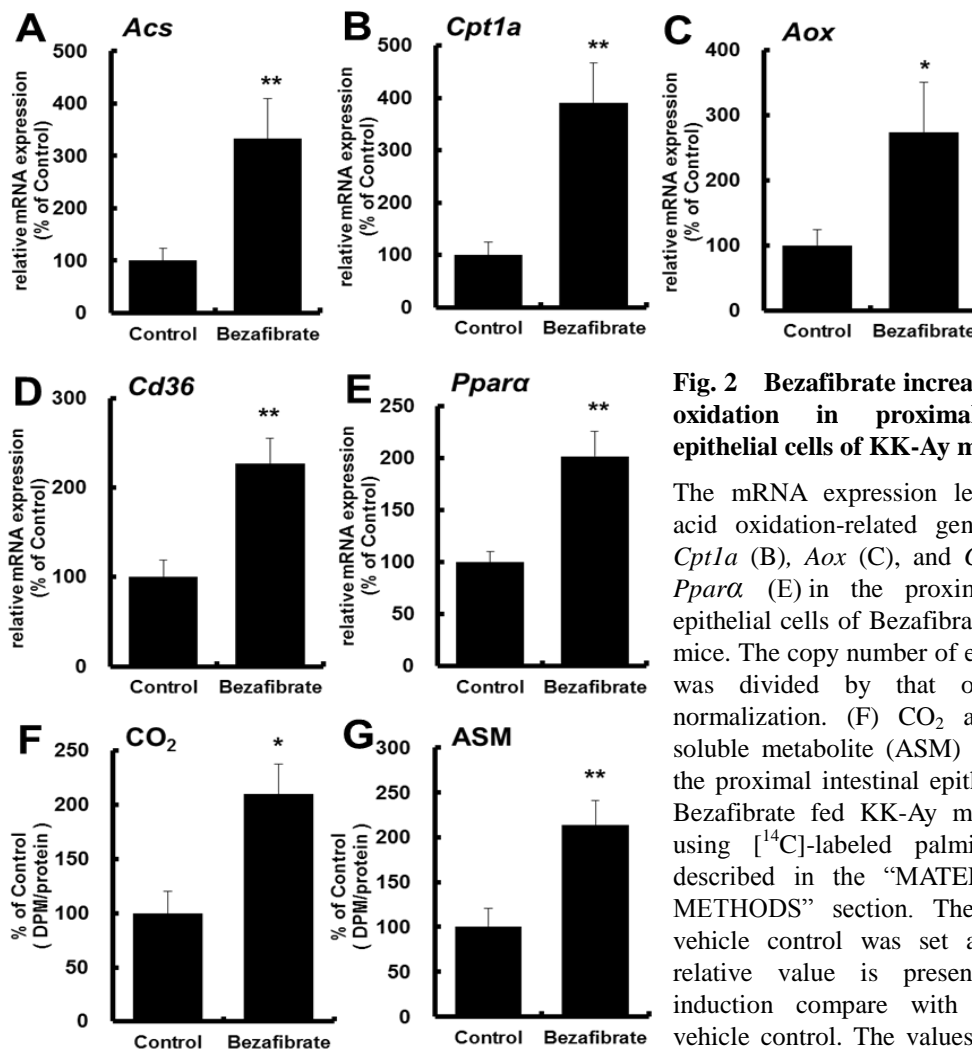 A Acs
relative mRNA expression
(% of Control)
500
400
300
200
100
0
**
Control Bezafibrate
B Cpt1a
relative mRNA expression
(% of Control)
500
400
300
200
100
0
**
Control Bezafibrate
C Aox
relative mRNA expression
(% of Control)
400
300
200
100
0
*
Control Bezafibrate
D Cd36
relative mRNA expression
(% of Control)
300
200
100
0
**
Control Bezafibrate
E Pparα
relative mRNA expression
(% of Control)
250
200
150
100
50
0
**
Control Bezafibrate
F CO₂
% of Control
( DPM/protein )
250
200
150
100
50
0
*
Control Bezafibrate
G ASM
% of Control
( DPM/protein )
300
250
200
150
100
50
0
**
Control Bezafibrate
Fig. 2 Bezafibrate increa
oxidation in proximal
epithelial cells of KK-Ay m
The mRNA expression le
acid oxidation-related gen
Cpt1a (B), Aox (C), and C
Pparα (E) in the proxim
epithelial cells of Bezafibrat
mice. The copy number of e
was divided by that o
normalization. (F) CO₂ a
soluble metabolite (ASM)
the proximal intestinal epith
Bezafibrate fed KK-Ay m
using [¹⁴C]-labeled palmi
described in the “MATE
METHODS” section. The
vehicle control was set a
relative value is presen
induction compare with
vehicle control. The values